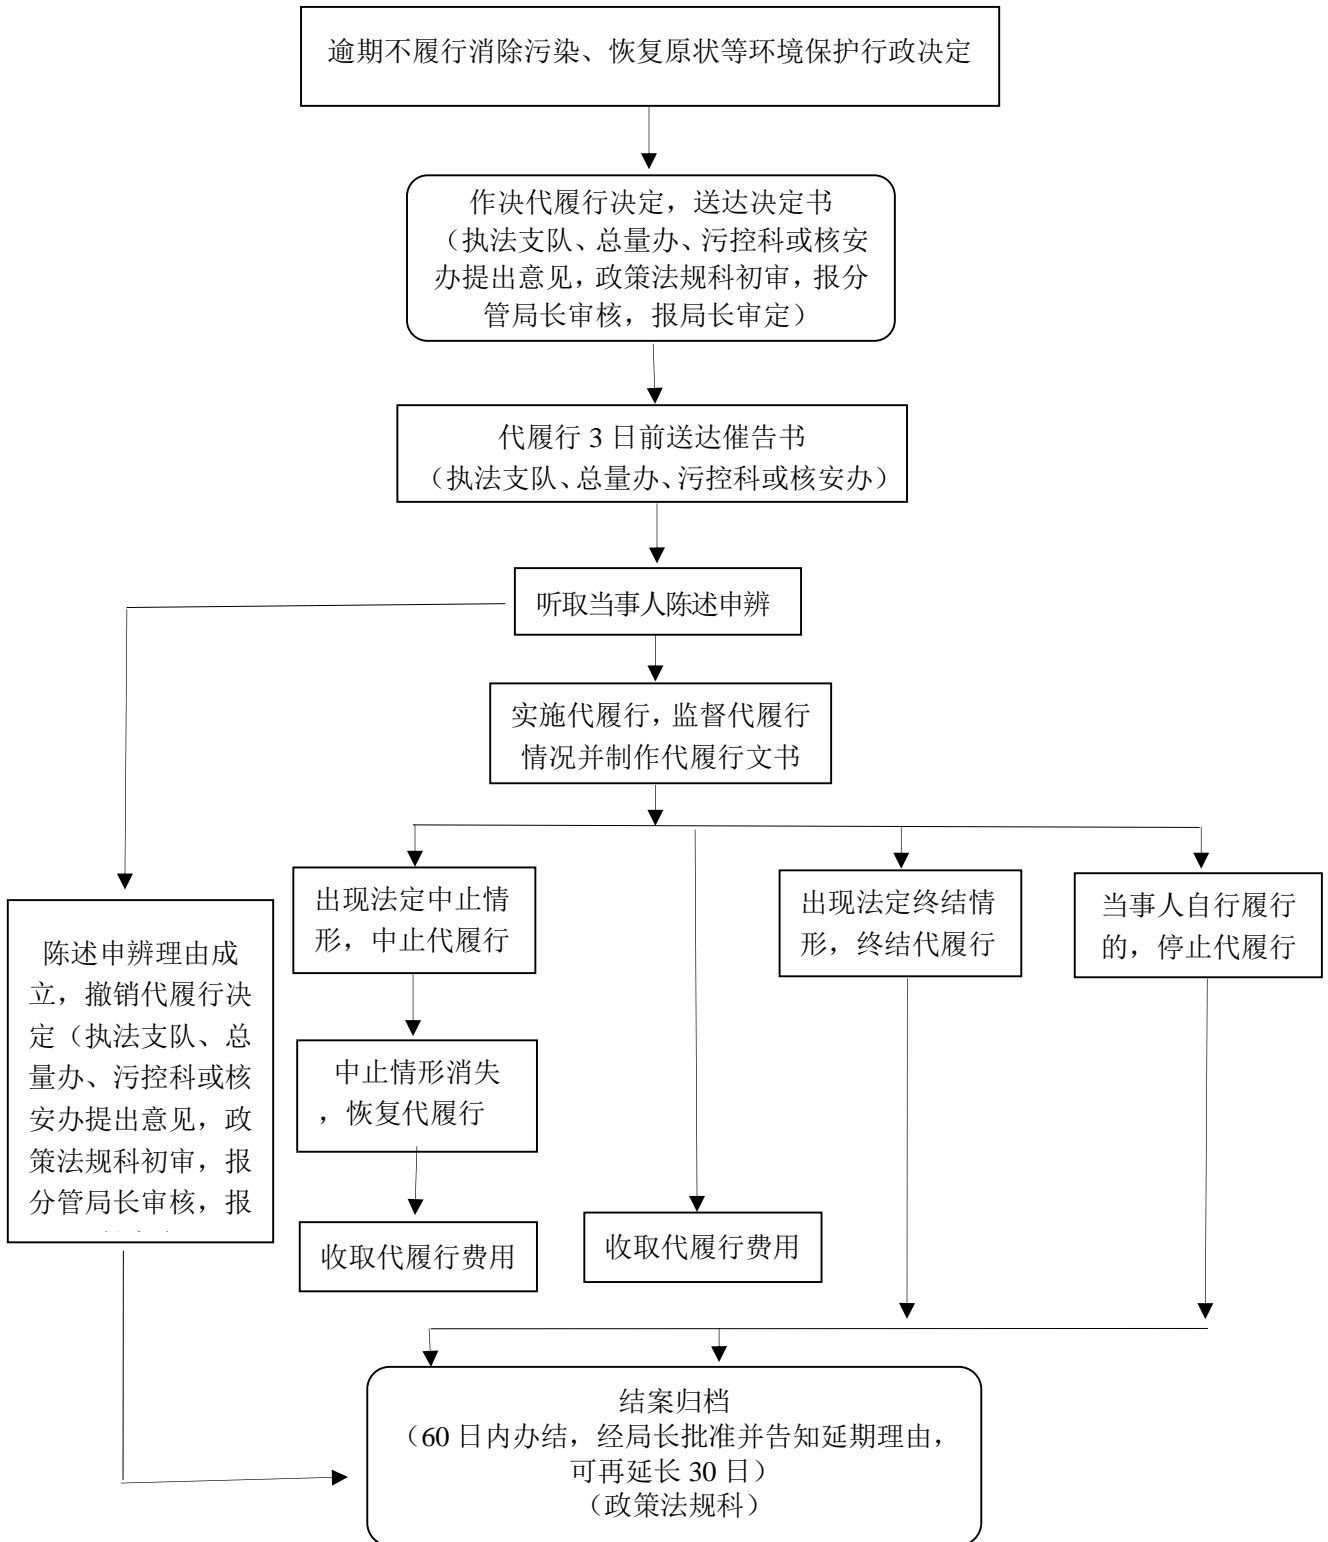 逾期不履行消除污染、恢复原状等环境保护行政决定
作决代履行决定，送达决定书
（执法支队、总量办、污控科或核安
办提出意见，政策法规科初审，报分
管局长审核，报局长审定）
代履行 3 日前送达催告书
（执法支队、总量办、污控科或核安办）
听取当事人陈述申辨
实施代履行，监督代履行
情况并制作代履行文书
出现法定中止情
形，中止代履行
出现法定终结情
形，终结代履行
当事人自行履行
的，停止代履行
陈述申辨理由成
立，撤销代履行决
定（执法支队、总
量办、污控科或核
安办提出意见，政
策法规科初审，报
分管局长审核，报
中止情形消失
，恢复代履行
收取代履行费用
收取代履行费用
结案归档
（60 日内办结，经局长批准并告知延期理由，
可再延长 30 日）
（政策法规科）